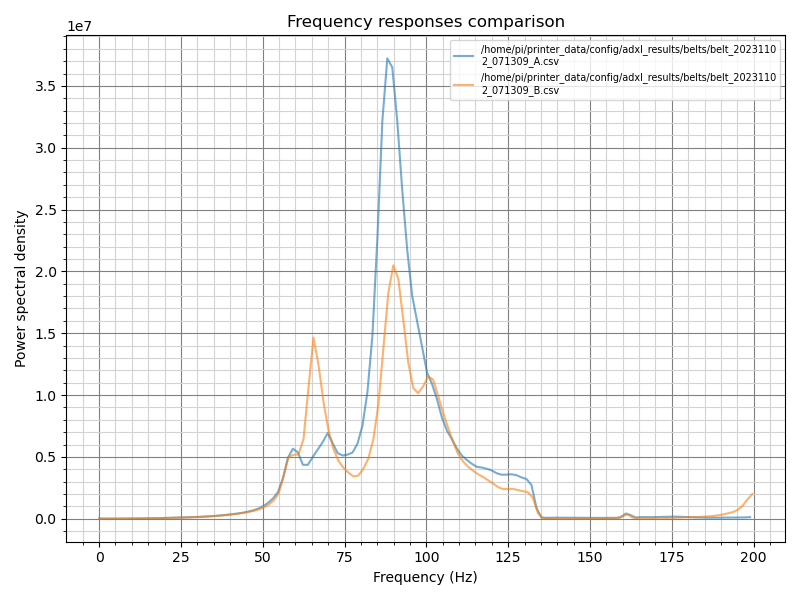 Frequency responses comparison
1e7
/home/pi/printer_data/config/adxl_results/belts/belt_2023110
2_071309_A.csv
/home/pi/printer_data/config/adxl_results/belts/belt_2023110
2_071309_B.csv
3.5
3.0
2.5
2.0
1.5
1.0
0.5
0.0
Power spectral density
0 25 50 75 100 125 150 175 200
Frequency (Hz)